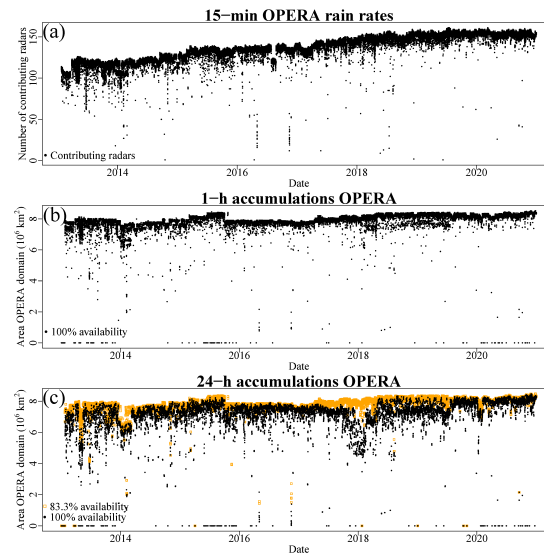 15−min OPERA rain rates
(a)
Number of contributing radars
150
100
50
0
• Contributing radars
2014
2016
2018
2020
Date
1−h accumulations OPERA
(b)
Area OPERA domain (10⁶ km²)
8
6
4
2
0
• 100% availability
2014
2016
2018
2020
Date
24−h accumulations OPERA
(c)
Area OPERA domain (10⁶ km²)
8
6
4
2
0
83.3% availability
• 100% availability
2014
2016
2018
2020
Date